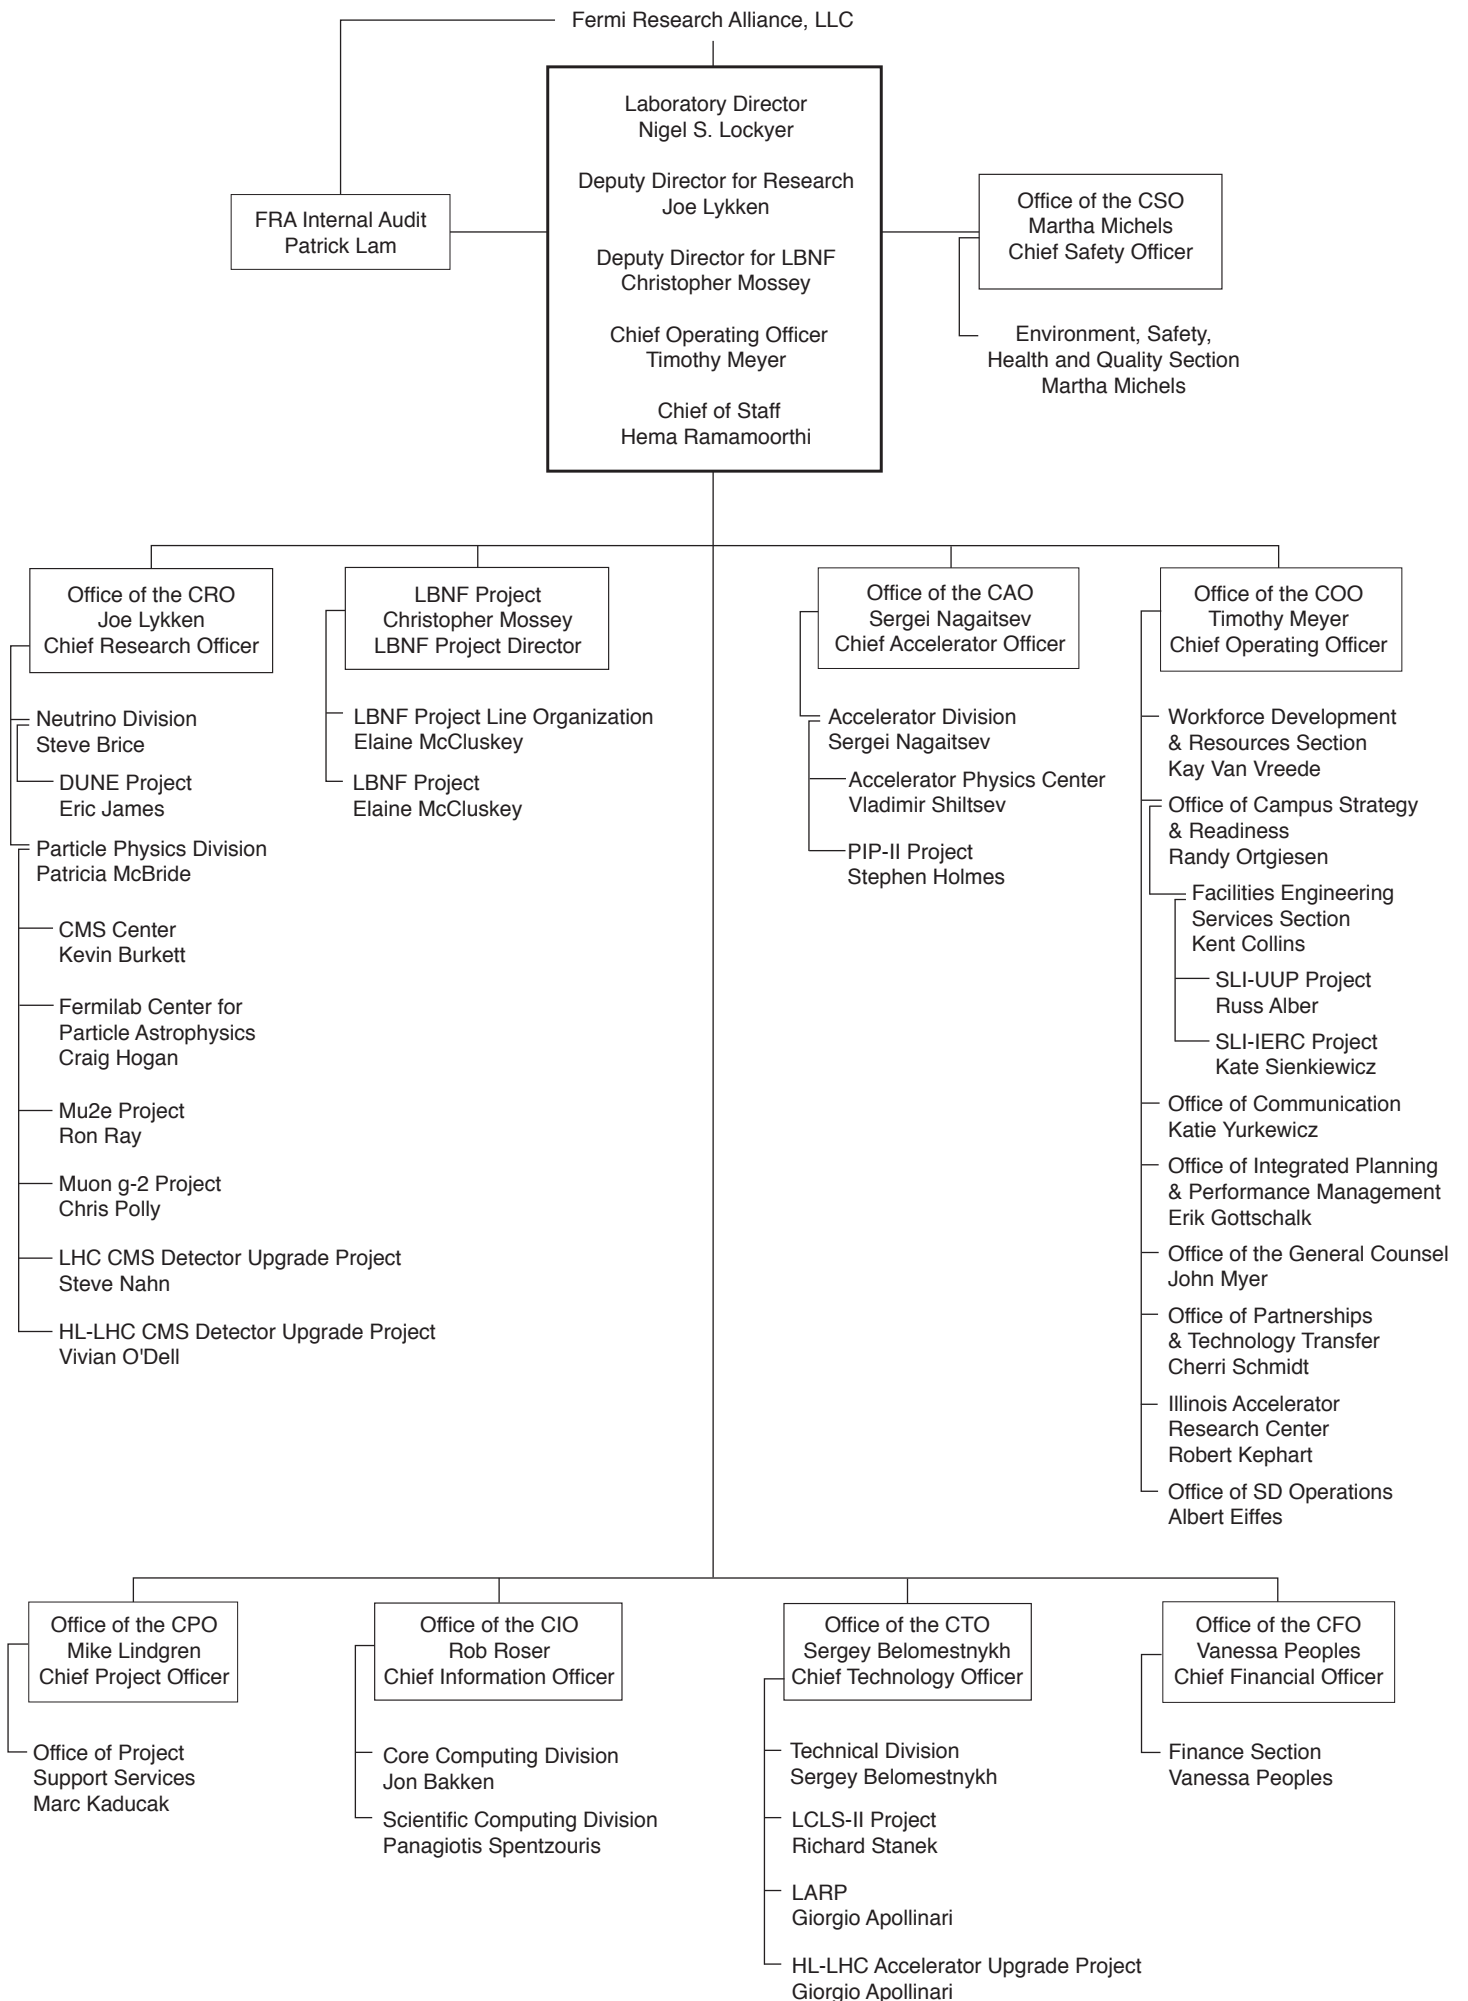 Fermi Research Alliance, LLC
Laboratory Director
Nigel S. Lockyer
Deputy Director for Research
Joe Lykken
Deputy Director for LBNF
Christopher Mossey
Chief Operating Officer
Timothy Meyer
Chief of Staff
Hema Ramamoorthi
FRA Internal Audit
Patrick Lam
Office of the CSO
Martha Michels
Chief Safety Officer
Environment, Safety,
Health and Quality Section
Martha Michels
Office of the CRO
Joe Lykken
Chief Research Officer
Neutrino Division
Steve Brice
DUNE Project
Eric James
Particle Physics Division
Patricia McBride
CMS Center
Kevin Burkett
Fermilab Center for
Particle Astrophysics
Craig Hogan
Mu2e Project
Ron Ray
Muon g-2 Project
Chris Polly
LHC CMS Detector Upgrade Project
Steve Nahn
HL-LHC CMS Detector Upgrade Project
Vivian O'Dell
LBNF Project
Christopher Mossey
LBNF Project Director
LBNF Project Line Organization
Elaine McCluskey
LBNF Project
Elaine McCluskey
Office of the CAO
Sergei Nagaitsev
Chief Accelerator Officer
Accelerator Division
Sergei Nagaitsev
Accelerator Physics Center
Vladimir Shiltsev
PIP-II Project
Stephen Holmes
Office of the COO
Timothy Meyer
Chief Operating Officer
Workforce Development
& Resources Section
Kay Van Vreede
Office of Campus Strategy
& Readiness
Randy Ortgiesen
Facilities Engineering
Services Section
Kent Collins
SLI-UUP Project
Russ Alber
SLI-IERC Project
Kate Sienkiewicz
Office of Communication
Katie Yurkewicz
Office of Integrated Planning
& Performance Management
Erik Gottschalk
Office of the General Counsel
John Myer
Office of Partnerships
& Technology Transfer
Cherri Schmidt
Illinois Accelerator
Research Center
Robert Kephart
Office of SD Operations
Albert Eiffes
Office of the CPO
Mike Lindgren
Chief Project Officer
Office of Project
Support Services
Marc Kaducak
Office of the CIO
Rob Roser
Chief Information Officer
Core Computing Division
Jon Bakken
Scientific Computing Division
Panagiotis Spentzouris
Office of the CTO
Sergey Belomestnykh
Chief Technology Officer
Technical Division
Sergey Belomestnykh
LCLS-II Project
Richard Stanek
LARP
Giorgio Apollinari
HL-LHC Accelerator Upgrade Project
Giorgio Apollinari
Office of the CFO
Vanessa Peoples
Chief Financial Officer
Finance Section
Vanessa Peoples